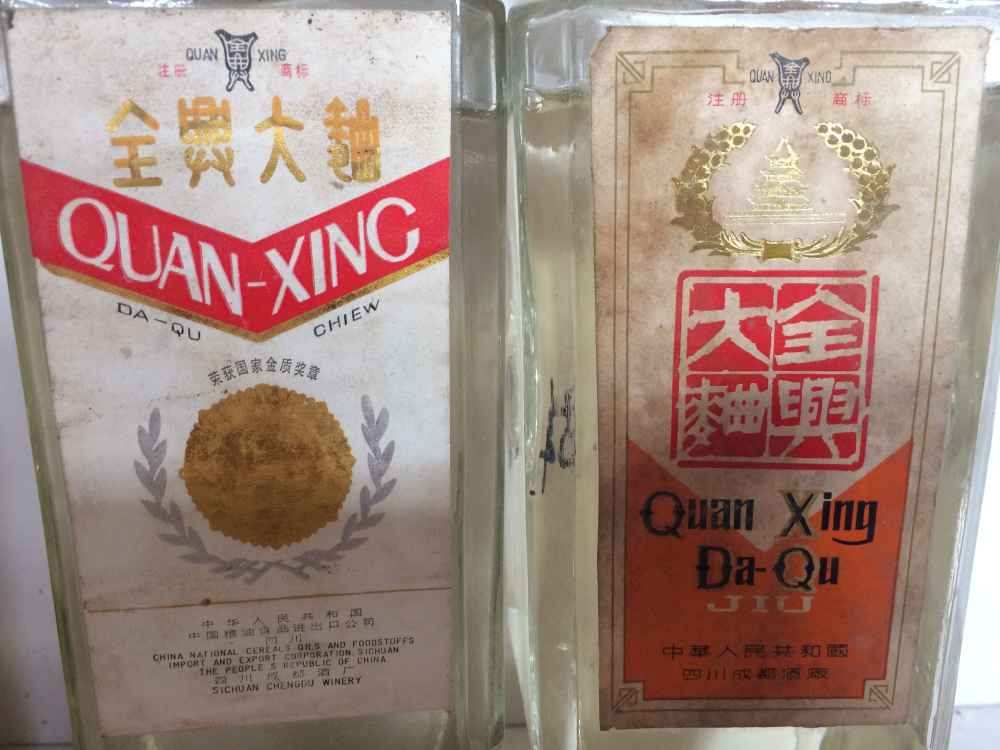 QUAN 全興 XING
注册 商标
全興大麯
QUAN-XING
DA-QU CHIEW
荣获国家金质奖章
中华人民共和国
中国粮油食品进出口公司
四川
CHINA NATIONAL CEREALS, OILS AND FOODSTUFFS
IMPORT AND EXPORT CORPORATION, SICHUAN
THE PEOPLE'S REPUBLIC OF CHINA
四川成都酒厂
SICHUAN CHENGDU WINERY
QUAN 全興 XING
注册 商标
全興
大麯
Quan Xing
Da-Qu
JIU
中華人民共和國
四川成都酒廠